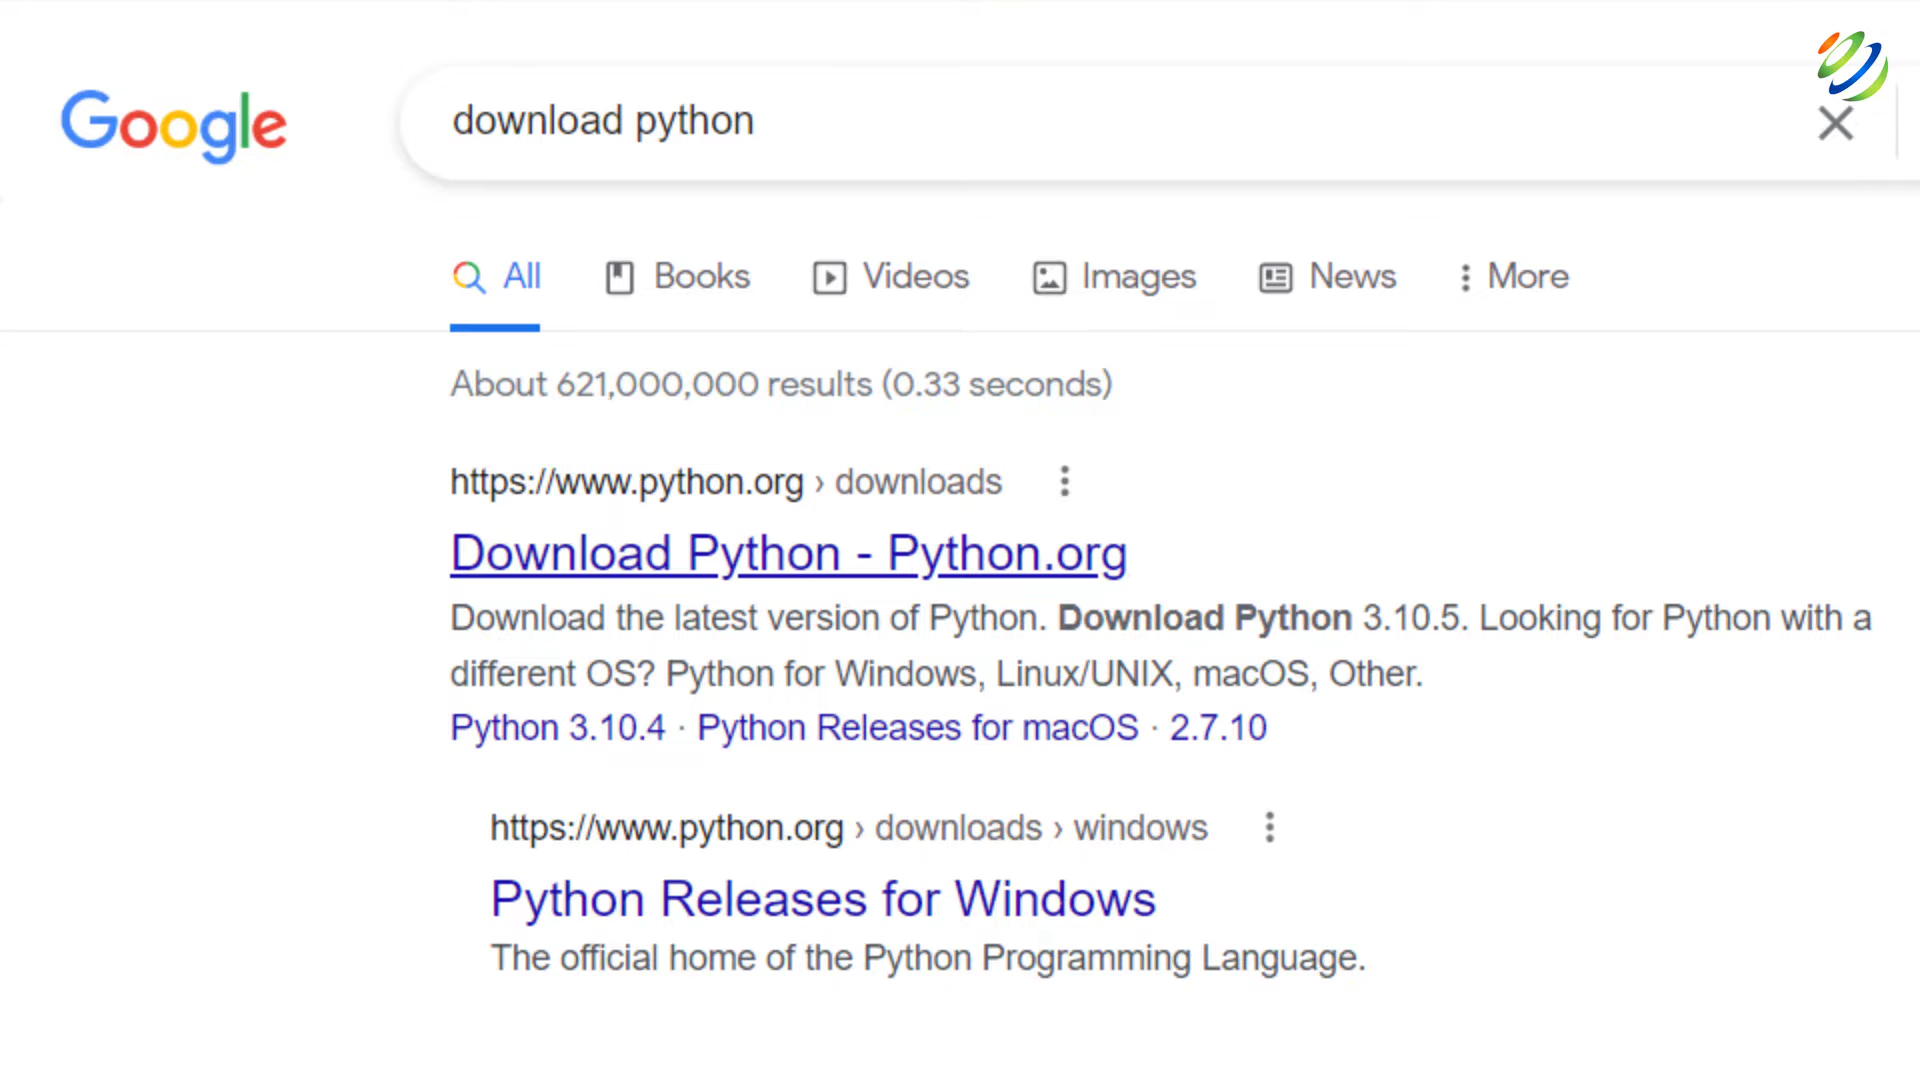 Google
download python
All Books Videos Images News More
About 621,000,000 results (0.33 seconds)
https://www.python.org › downloads
Download Python - Python.org
Download the latest version of Python. Download Python 3.10.5. Looking for Python with a
different OS? Python for Windows, Linux/UNIX, macOS, Other.
Python 3.10.4 · Python Releases for macOS · 2.7.10
https://www.python.org › downloads › windows
Python Releases for Windows
The official home of the Python Programming Language.